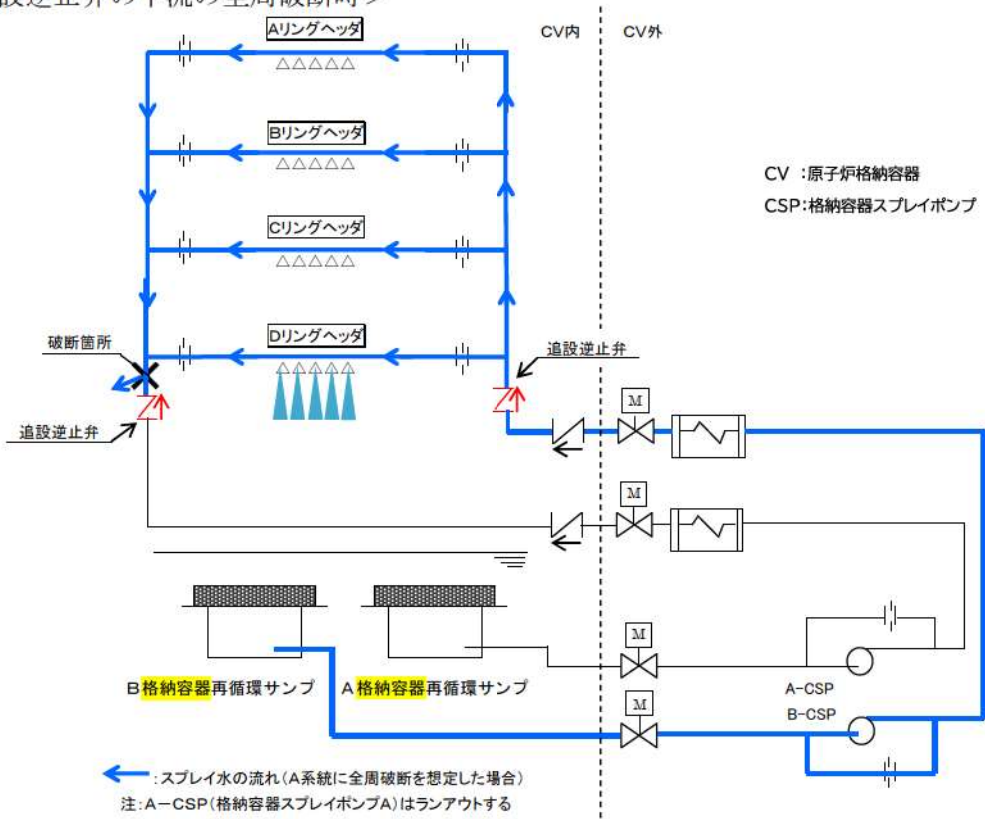 設逆止弁の下流の全周破断時>
Aリングヘッダ
CV内
CV外
Bリングヘッダ
CV :原子炉格納容器
CSP:格納容器スプレイポンプ
Cリングヘッダ
Dリングヘッダ
破断箇所
追設逆止弁
M
追設逆止弁
M
M
B格納容器再循環サンプ
A格納容器再循環サンプ
A-CSP
M
B-CSP
:スプレイ水の流れ(A系統に全周破断を想定した場合)
注:A-CSP(格納容器スプレイポンプA)はランアウトする